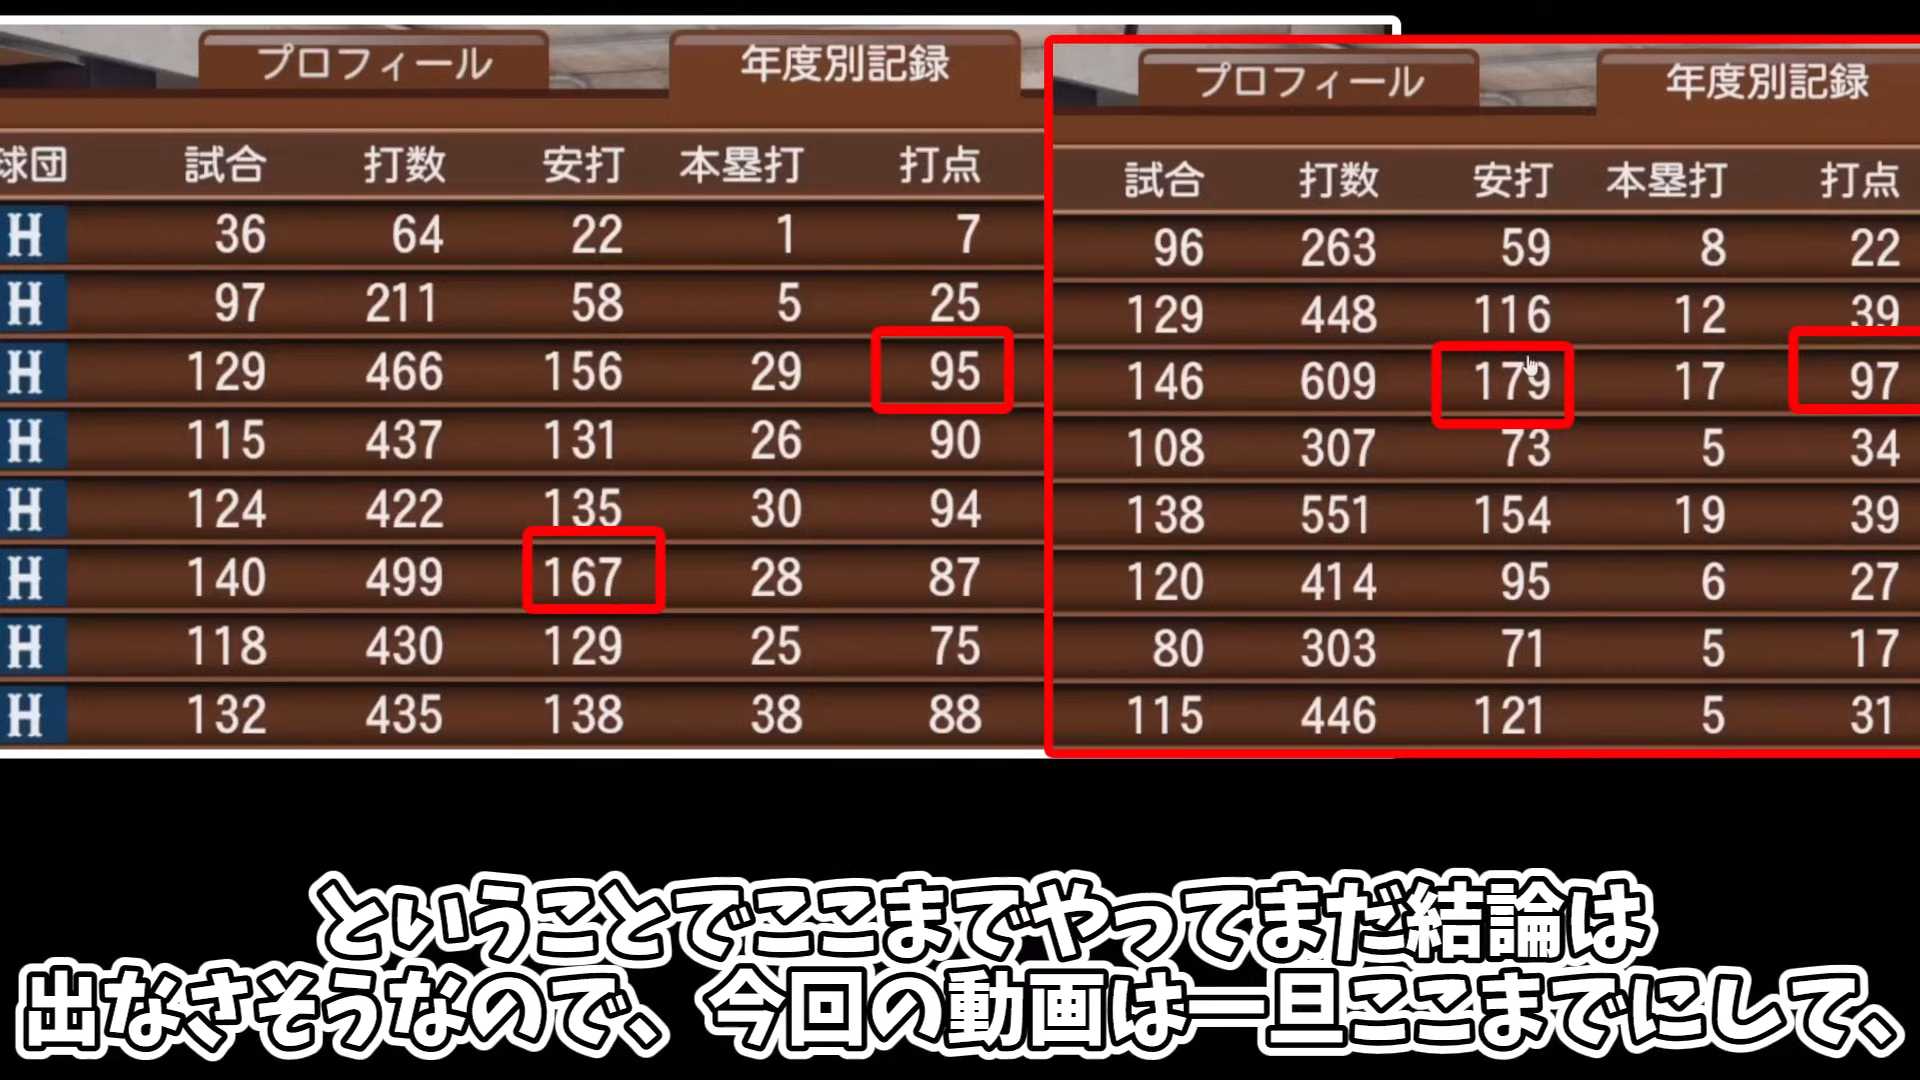 プロフィール 年度別記録
球団 試合 打数 安打 本塁打 打点
H 36 64 22 1 7
H 97 211 58 5 25
H 129 466 156 29 95
H 115 437 131 26 90
H 124 422 135 30 94
H 140 499 167 28 87
H 118 430 129 25 75
H 132 435 138 38 88
プロフィール 年度別記録
試合 打数 安打 本塁打 打点
96 263 59 8 22
129 448 116 12 39
146 609 179 17 97
108 307 73 5 34
138 551 154 19 39
120 414 95 6 27
80 303 71 5 17
115 446 121 5 31
ということでここまでやってまだ結論は
出なさそうなので、今回の動画は一旦ここまでにして、